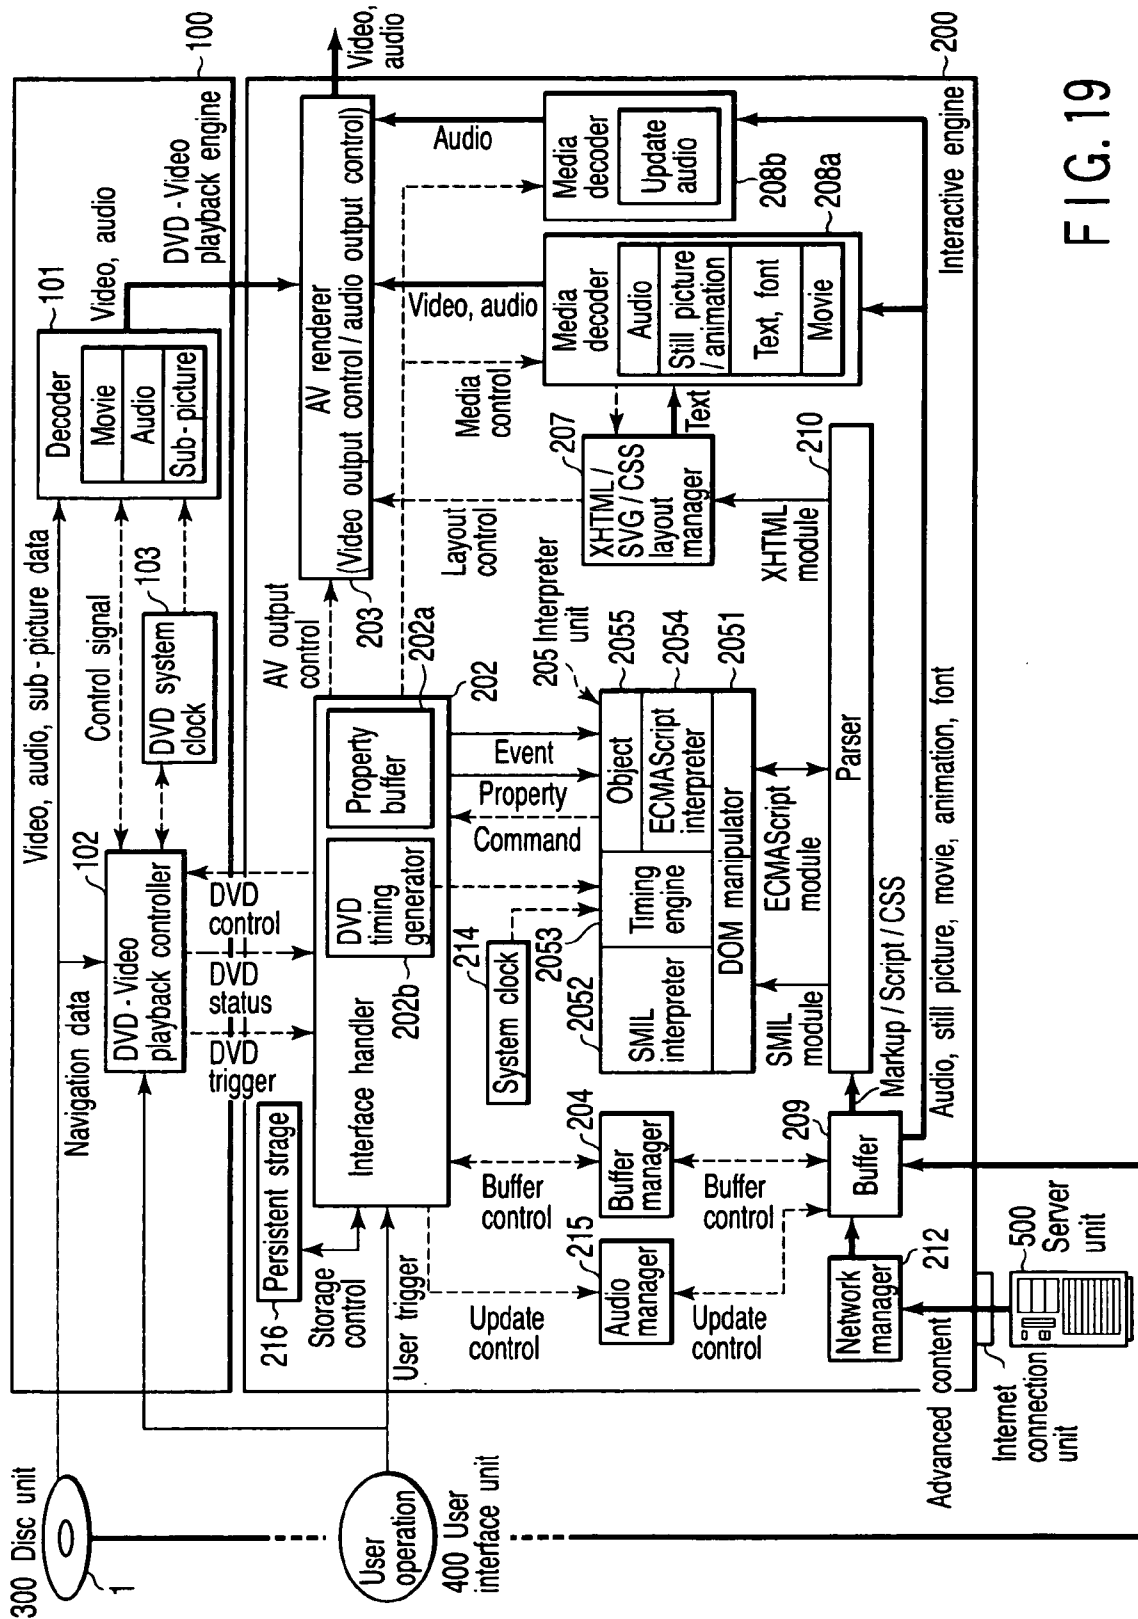 300 Disc unit
1
Video, audio, sub-picture data
Navigation data
102
DVD-Video
playback controller
Control signal
103
DVD system
clock
101
Decoder
Movie
Audio
Sub-picture
Video, audio
DVD-Video
playback engine
100
DVD
control
DVD
status
DVD
trigger
User
operation
400 User
interface unit
216
Persistent strage
Storage
control
User trigger
Interface handler
DVD
timing
generator
202b
Property
buffer
202a
202
AV output
control
203
AV renderer
(Video output control / audio output control)
Video,
audio
Update
control
Buffer
control
214
System clock
Command
Property
Event
Layout
control
Media
control
Video, audio
Audio
215
Audio manager
204
Buffer
manager
2052
SMIL
interpreter
2053
Timing
engine
Object
ECMAScript
interpreter
DOM manipulator
205 Interpreter
unit
2055
2054
2051
207
XHTML /
SVG / CSS
layout
manager
Text
Media
decoder
Audio
Still picture
/ animation
Text, font
Movie
208a
Media
decoder
Update
audio
208b
Update
control
Buffer
control
SMIL
module
ECMAScript
module
XHTML
module
212
Network
manager
209
Buffer
Parser
210
Markup / Script / CSS
Audio, still picture, movie, animation, font
Interactive engine
200
Advanced content
Internet
connection
unit
500
Server
unit
FIG. 19